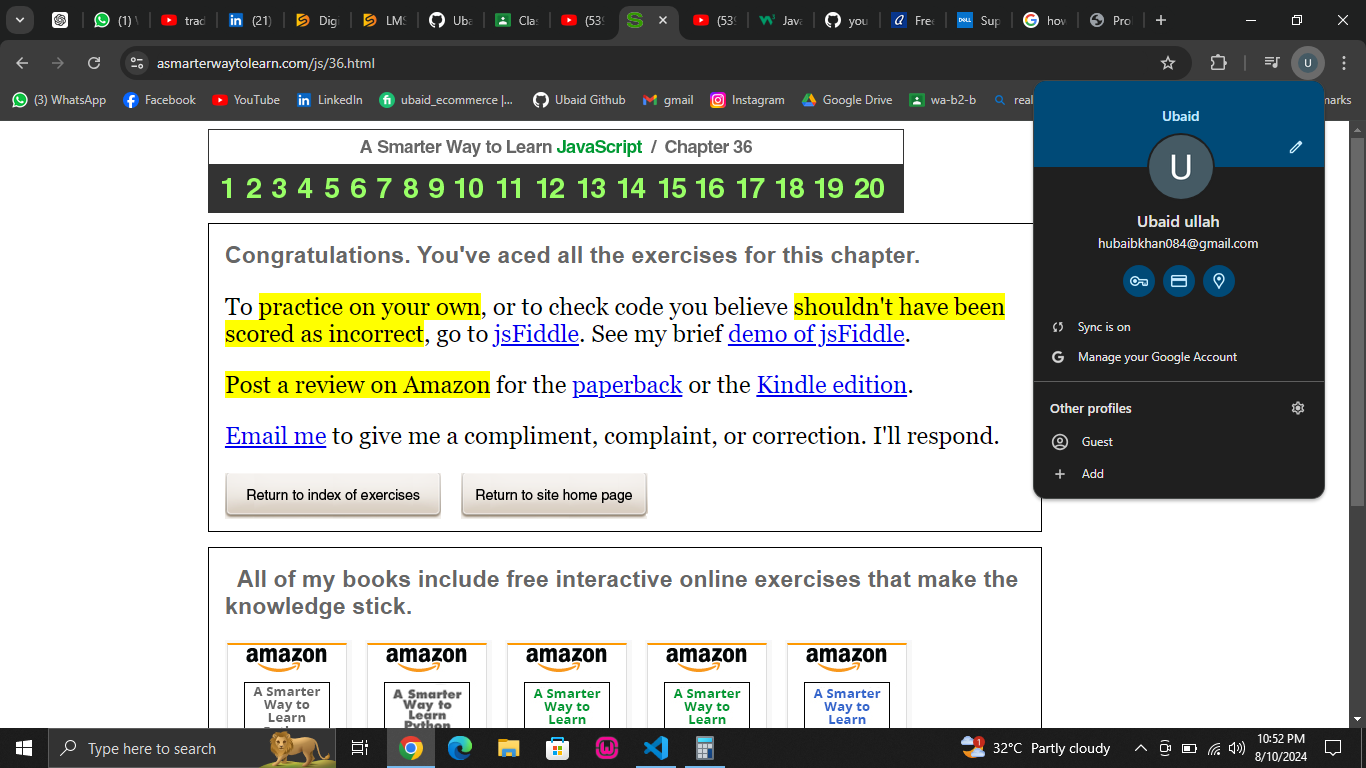 (1) W
trad
(21)
Digi
LMS
Uba
Clas
(539
(539
Java
you
Free
Sup
how
Pro
asmarterwaytolearn.com/js/36.html
U
(3) WhatsApp
Facebook
YouTube
LinkedIn
ubaid_ecommerce |...
Ubaid Github
gmail
Instagram
Google Drive
wa-b2-b
real
marks
A Smarter Way to Learn JavaScript / Chapter 36
1 2 3 4 5 6 7 8 9 10 11 12 13 14 15 16 17 18 19 20
Congratulations. You've aced all the exercises for this chapter.
To practice on your own, or to check code you believe shouldn't have been
scored as incorrect, go to jsFiddle. See my brief demo of jsFiddle.
Post a review on Amazon for the paperback or the Kindle edition.
Email me to give me a compliment, complaint, or correction. I'll respond.
Return to index of exercises
Return to site home page
All of my books include free interactive online exercises that make the
knowledge stick.
amazon
A Smarter
Way to
Learn
amazon
A Smarter
Way to
Learn
Python
amazon
A Smarter
Way to
Learn
amazon
A Smarter
Way to
Learn
amazon
A Smarter
Way to
Learn
Ubaid
U
Ubaid ullah
hubaibkhan084@gmail.com
Sync is on
Manage your Google Account
Other profiles
Guest
Add
Type here to search
1
32°C Partly cloudy
10:52 PM
8/10/2024